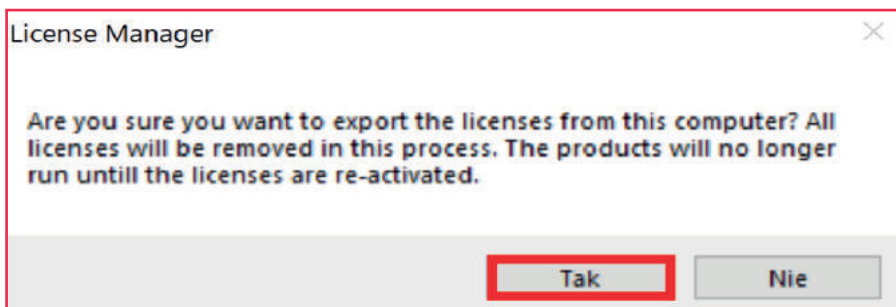 License Manager
Are you sure you want to export the licenses from this computer? All
licenses will be removed in this process. The products will no longer
run untill the licenses are re-activated.
Tak
Nie